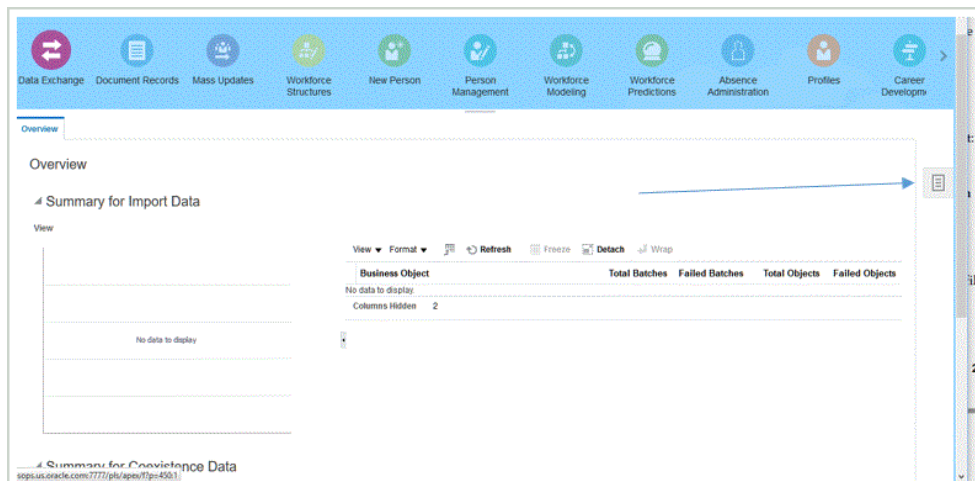 Data Exchange Document Records Mass Updates Workforce Structures New Person Person Management Workforce Modeling Workforce Predictions Absence Administration Profiles Career Developme
Overview
Overview
Summary for Import Data
View
View Format Refresh Freeze Detach Wrap
Business Object Total Batches Failed Batches Total Objects Failed Objects
No data to display.
Columns Hidden 2
No data to display
Summary for Coexistence Data
sops.us.oracle.com:7777/pls/apex/f?p=450:1